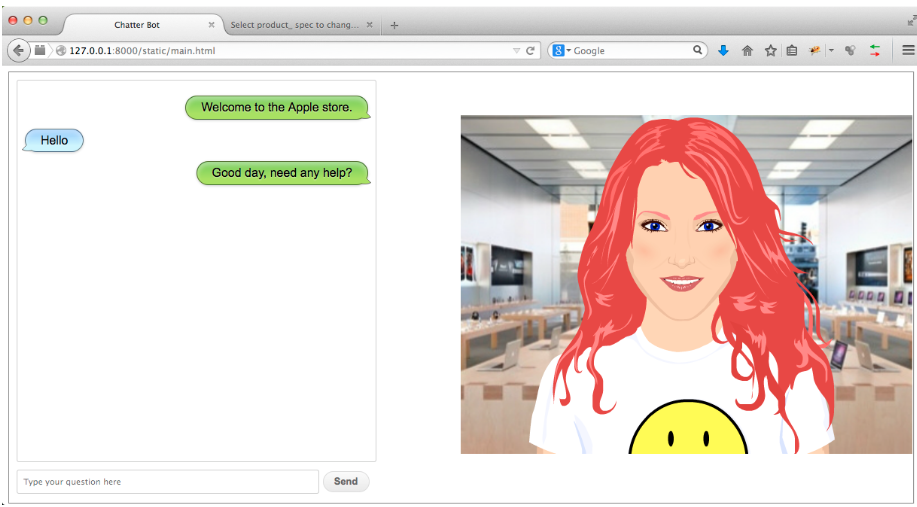 Chatter Bot
Select product_ spec to chang...
127.0.0.1:8000/static/main.html
Google
Welcome to the Apple store.
Hello
Good day, need any help?
Type your question here
Send